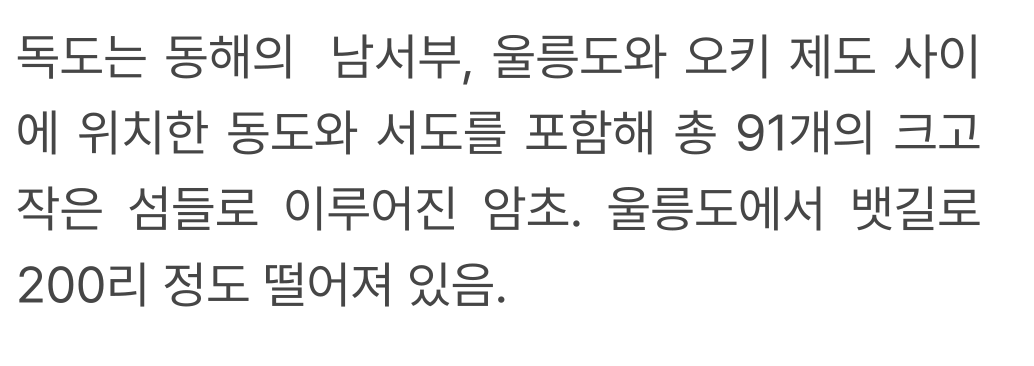 독도는 동해의  남서부, 울릉도와 오키 제도 사이
에 위치한 동도와 서도를 포함해 총 91개의 크고
작은 섬들로 이루어진 암초. 울릉도에서 뱃길로
200리 정도 떨어져 있음.